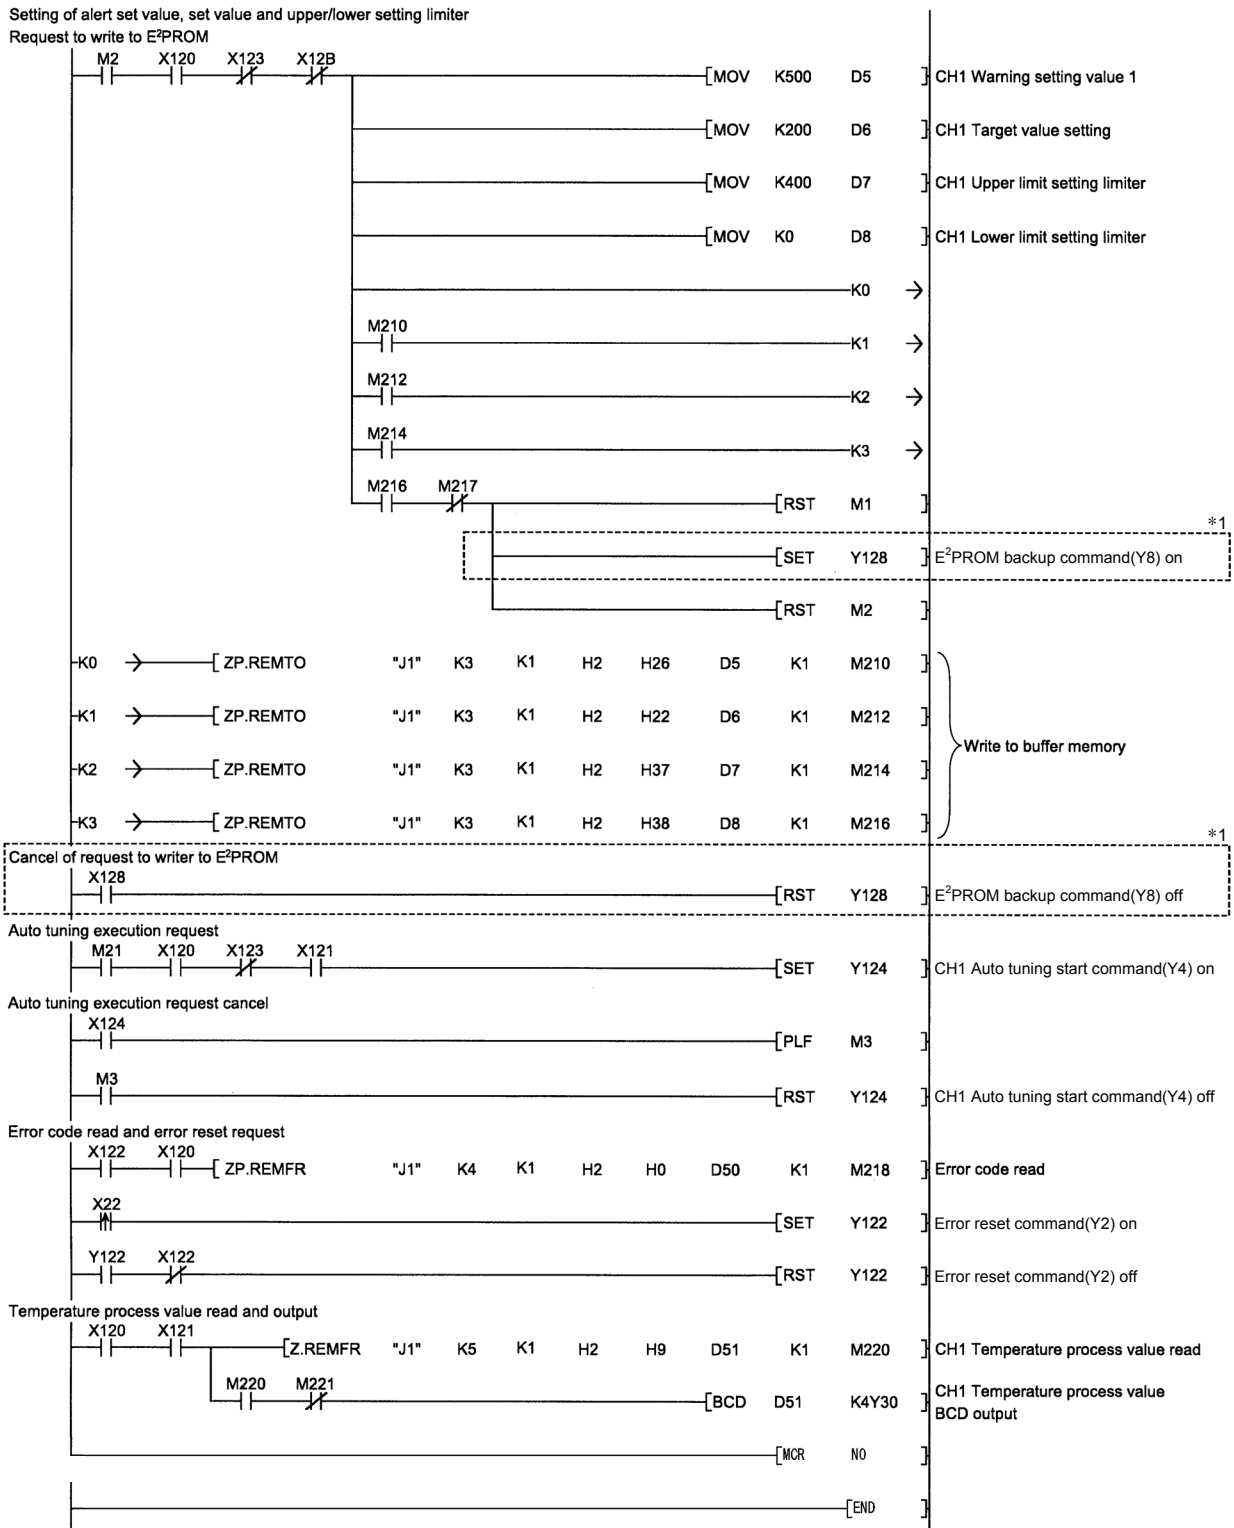 Setting of alert set value, set value and upper/lower setting limiter
Request to write to E²PROM
M2 X120 X123 X12B
[MOV K500 D5 ] CH1 Warning setting value 1
[MOV K200 D6 ] CH1 Target value setting
[MOV K400 D7 ] CH1 Upper limit setting limiter
[MOV K0 D8 ] CH1 Lower limit setting limiter
K0
M210
K1
M212
K2
M214
K3
M216 M217
[RST M1 ]
*1
[SET Y128 ] E²PROM backup command(Y8) on
[RST M2 ]
K0 [ ZP.REMTO "J1" K3 K1 H2 H26 D5 K1 M210 ]
K1 [ ZP.REMTO "J1" K3 K1 H2 H22 D6 K1 M212 ]
Write to buffer memory
K2 [ ZP.REMTO "J1" K3 K1 H2 H37 D7 K1 M214 ]
K3 [ ZP.REMTO "J1" K3 K1 H2 H38 D8 K1 M216 ]
*1
Cancel of request to writer to E²PROM
X128
[RST Y128 ] E²PROM backup command(Y8) off
Auto tuning execution request
M21 X120 X123 X121
[SET Y124 ] CH1 Auto tuning start command(Y4) on
Auto tuning execution request cancel
X124
[PLF M3 ]
M3
[RST Y124 ] CH1 Auto tuning start command(Y4) off
Error code read and error reset request
X122 X120
[ ZP.REMFR "J1" K4 K1 H2 H0 D50 K1 M218 ] Error code read
X22
[SET Y122 ] Error reset command(Y2) on
Y122 X122
[RST Y122 ] Error reset command(Y2) off
Temperature process value read and output
X120 X121
[Z.REMFR "J1" K5 K1 H2 H9 D51 K1 M220 ] CH1 Temperature process value read
M220 M221
[BCD D51 K4Y30 ] CH1 Temperature process value
BCD output
[MCR N0 ]
[END ]